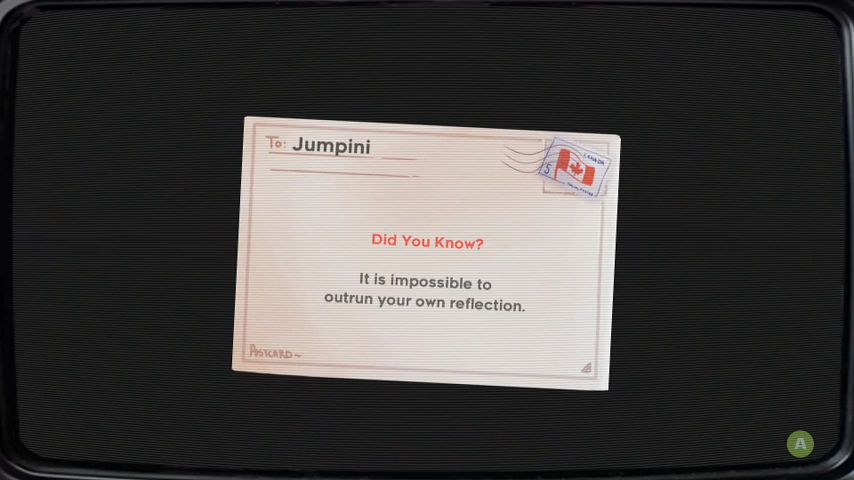 To: Jumpini
CANADA
5
Did You Know?
It is impossible to
outrun your own reflection.
POSTCARD~
A